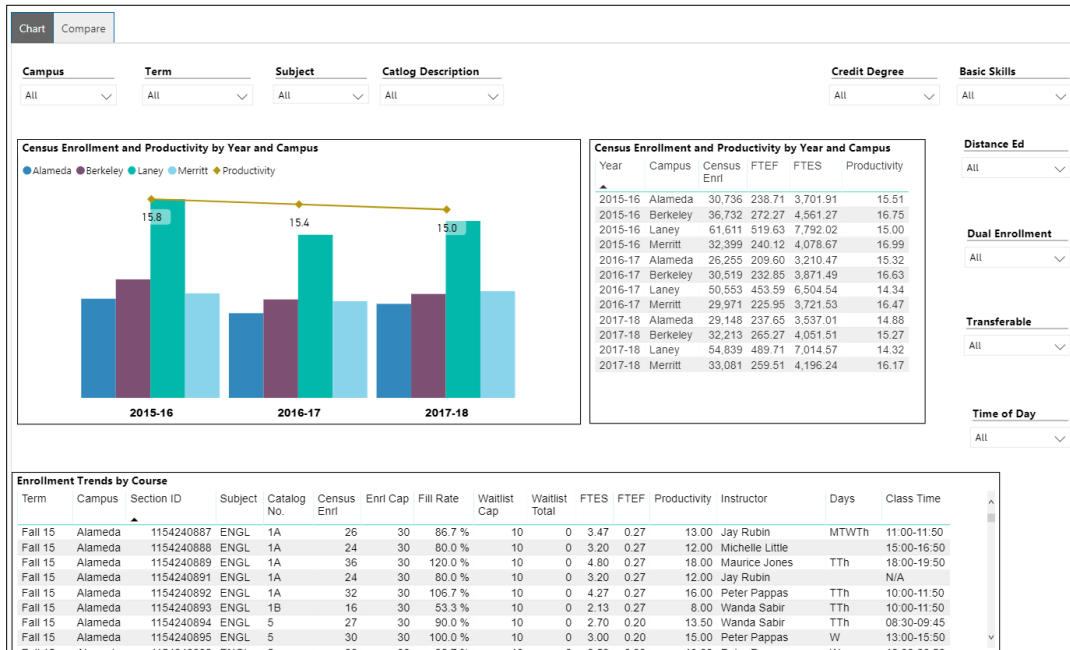 Chart Compare
Campus Term Subject Catlog Description Credit Degree Basic Skills
All All All All All All
Census Enrollment and Productivity by Year and Campus
Alameda Berkeley Laney Merritt Productivity
15.8
15.4
15.0
2015-16 2016-17 2017-18
Census Enrollment and Productivity by Year and Campus
Year Campus Census Enrl FTEF FTES Productivity
2015-16 Alameda 30,736 238.71 3,701.91 15.51
2015-16 Berkeley 36,732 272.27 4,561.27 16.75
2015-16 Laney 61,611 519.63 7,792.02 15.00
2015-16 Merritt 32,399 240.12 4,078.67 16.99
2016-17 Alameda 26,255 209.60 3,210.47 15.32
2016-17 Berkeley 30,519 232.85 3,871.49 16.63
2016-17 Laney 50,553 453.59 6,504.54 14.34
2016-17 Merritt 29,971 225.95 3,721.53 16.47
2017-18 Alameda 29,148 237.65 3,537.01 14.88
2017-18 Berkeley 32,213 265.27 4,051.51 15.27
2017-18 Laney 54,839 489.71 7,014.57 14.32
2017-18 Merritt 33,081 259.51 4,196.24 16.17
Distance Ed
All
Dual Enrollment
All
Transferable
All
Time of Day
All
Enrollment Trends by Course
Term Campus Section ID Subject Catalog No. Census Enrl Enrl Cap Fill Rate Waitlist Cap Waitlist Total FTES FTEF Productivity Instructor Days Class Time
Fall 15 Alameda 1154240887 ENGL 1A 26 30 86.7 % 10 0 3.47 0.27 13.00 Jay Rubin MTWTh 11:00-11:50
Fall 15 Alameda 1154240888 ENGL 1A 24 30 80.0 % 10 0 3.20 0.27 12.00 Michelle Little 15:00-16:50
Fall 15 Alameda 1154240889 ENGL 1A 36 30 120.0 % 10 0 4.80 0.27 18.00 Maurice Jones TTh 18:00-19:50
Fall 15 Alameda 1154240891 ENGL 1A 24 30 80.0 % 10 0 3.20 0.27 12.00 Jay Rubin N/A
Fall 15 Alameda 1154240892 ENGL 1A 32 30 106.7 % 10 0 4.27 0.27 16.00 Peter Pappas TTh 10:00-11:50
Fall 15 Alameda 1154240893 ENGL 1B 16 30 53.3 % 10 0 2.13 0.27 8.00 Wanda Sabir TTh 10:00-11:50
Fall 15 Alameda 1154240894 ENGL 5 27 30 90.0 % 10 0 2.70 0.20 13.50 Wanda Sabir TTh 08:30-09:45
Fall 15 Alameda 1154240895 ENGL 5 30 30 100.0 % 10 0 3.00 0.20 15.00 Peter Pappas W 13:00-15:50